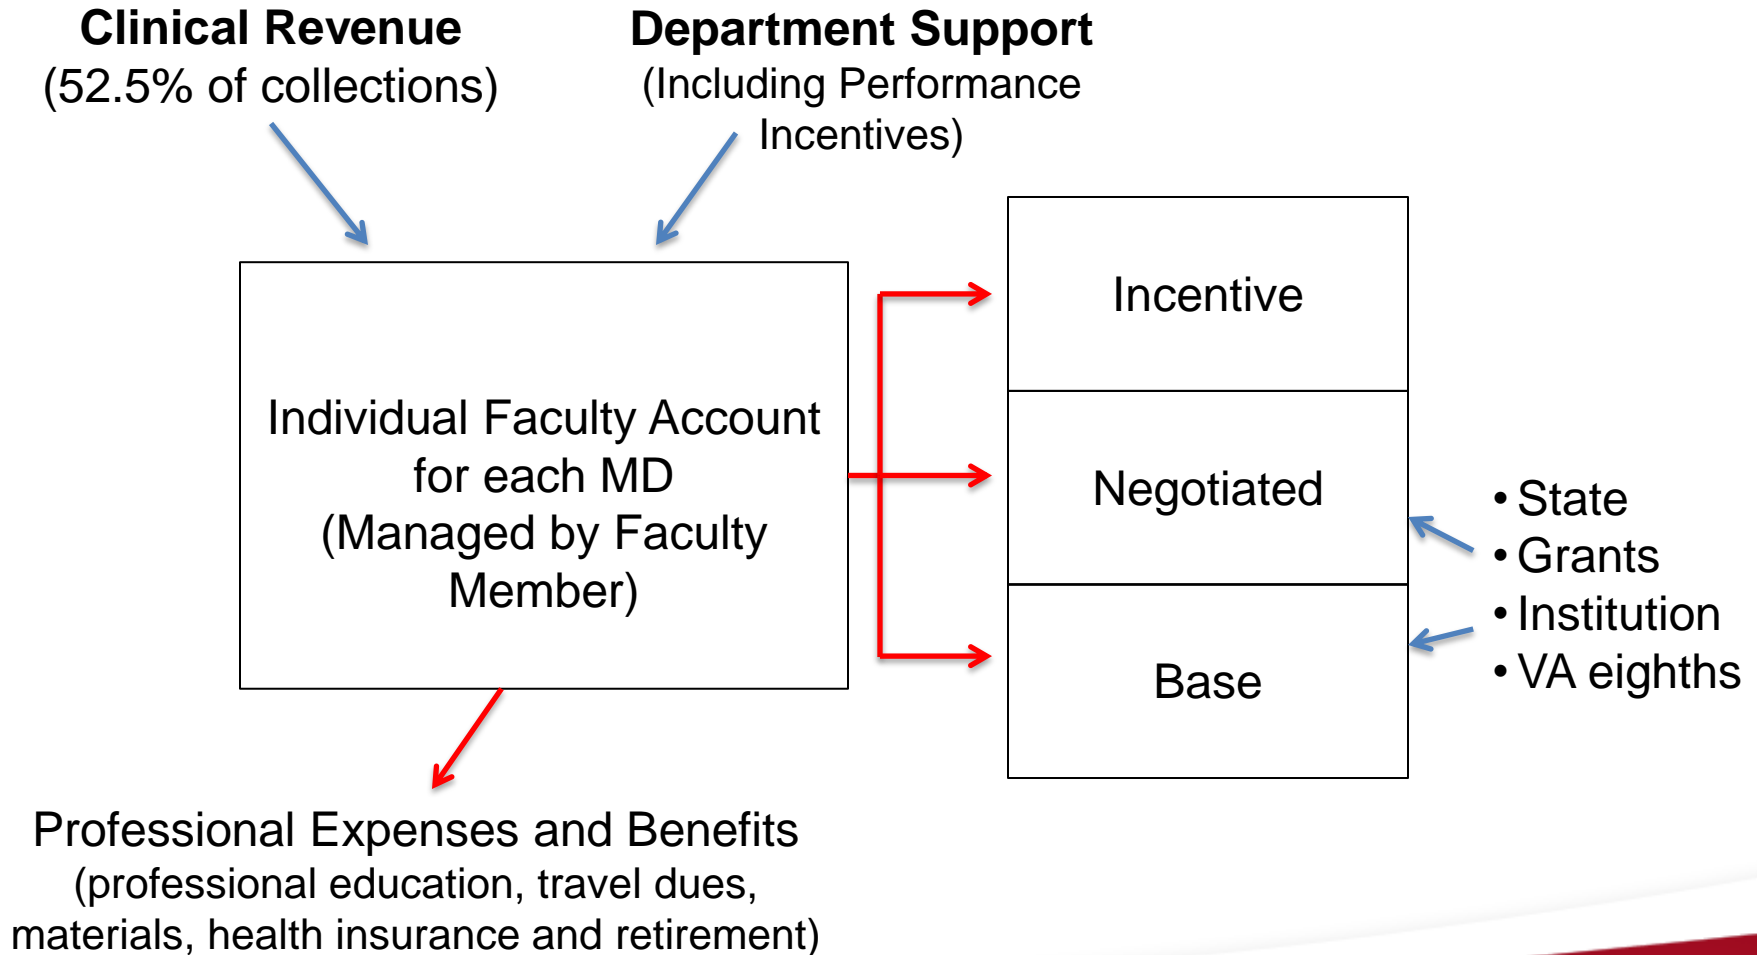 Clinical Revenue
(52.5% of collections)
Department Support
(Including Performance
Incentives)
Individual Faculty Account
for each MD
(Managed by Faculty
Member)
Incentive
Negotiated
Base
• State
• Grants
• Institution
• VA eighths
Professional Expenses and Benefits
(professional education, travel dues,
materials, health insurance and retirement)